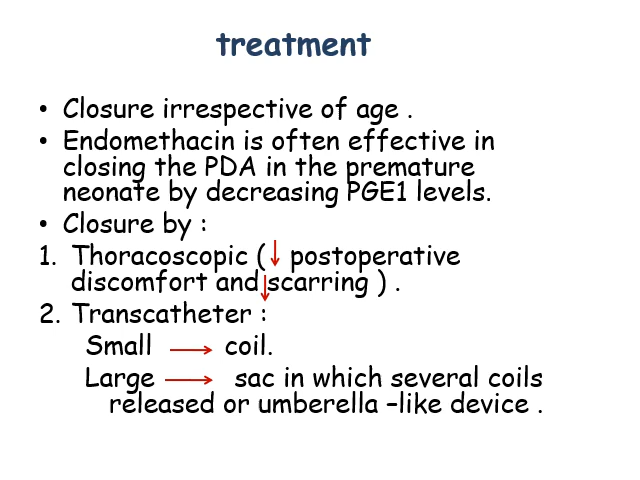 treatment
• Closure irrespective of age .
• Endomethacin is often effective in
closing the PDA in the premature
neonate by decreasing PGE1 levels.
• Closure by :
1. Thoracoscopic (↓ postoperative
discomfort and↓scarring ) .
2. Transcatheter :
Small → coil.
Large → sac in which several coils
released or umberella –like device .